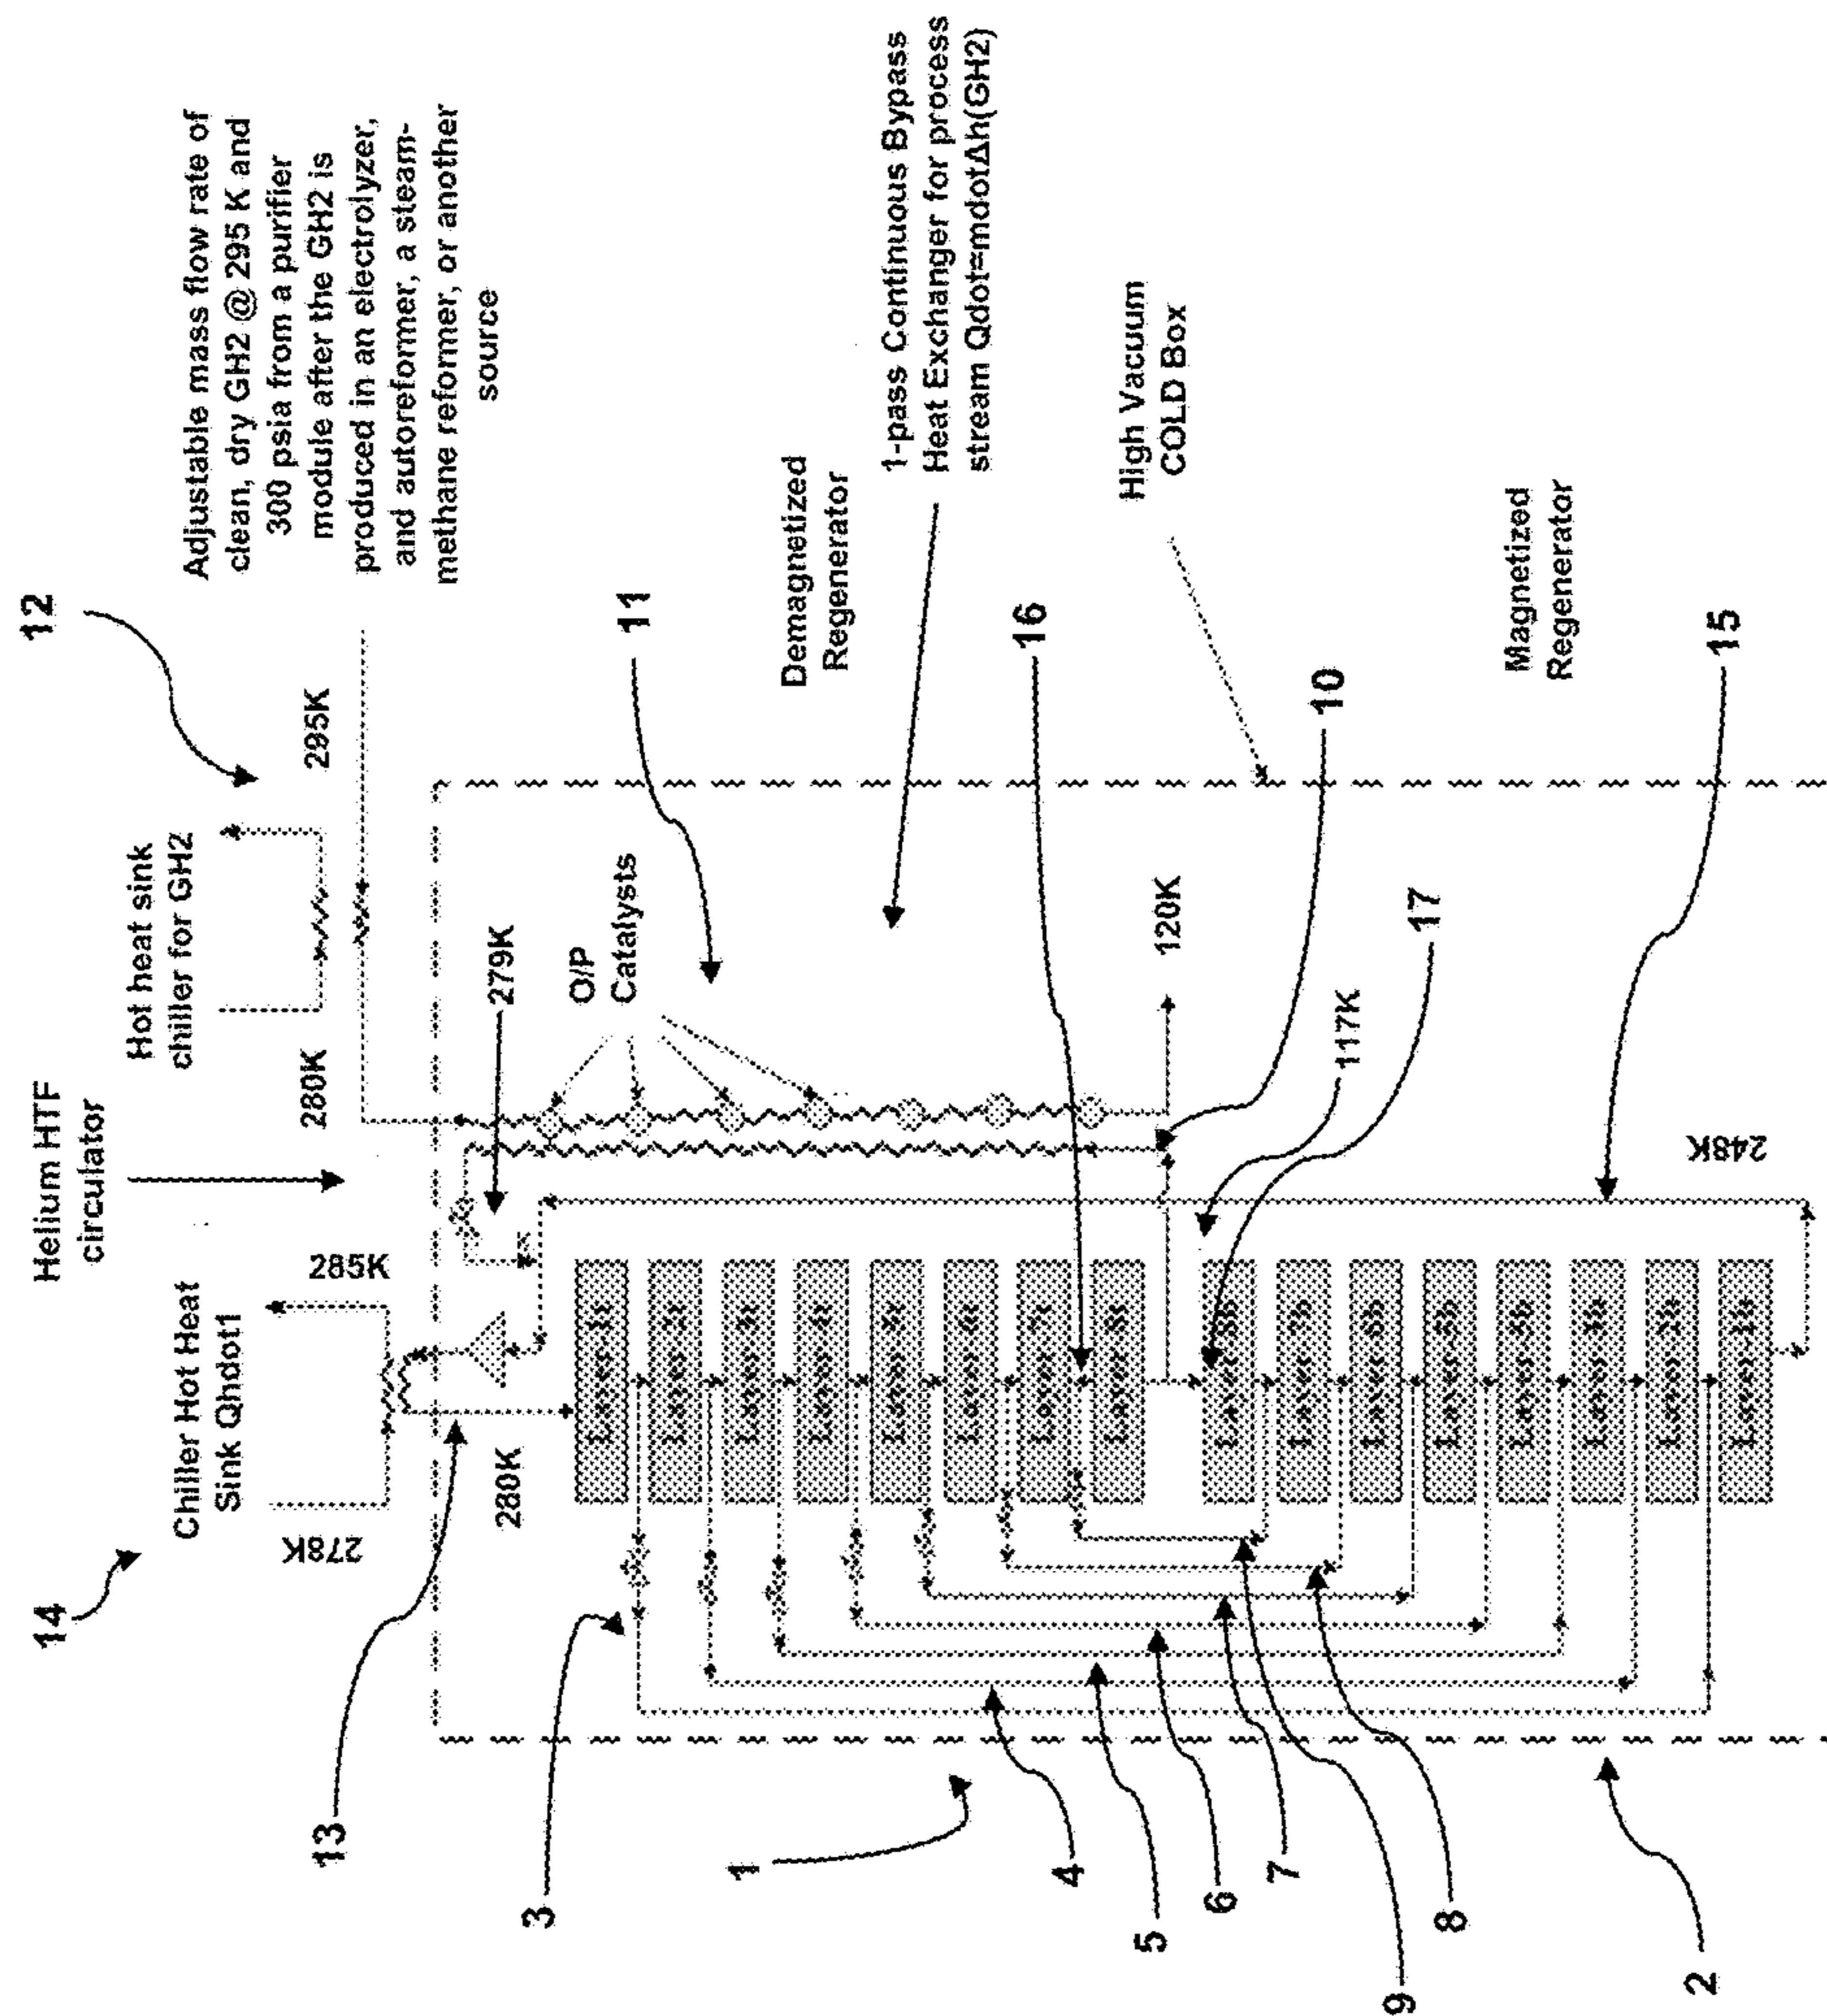 14
Chiller Hot Heat
Sink Qhdot1
278K
285K
Helium HTF
circulator
Hot heat sink
chiller for GH2
12
280K
295K
Adjustable mass flow rate of
clean, dry GH2 @ 295 K and
300 psia from a purifier
module after the GH2 is
produced in an electrolyzer,
and autoreformer, a steam-
methane reformer, or another
source
13
280K
279K
O/P
Catalysts
11
3
1
4
5
6
7
8
9
2
Demagnetized
Regenerator
1-pass Continuous Bypass
Heat Exchanger for process
stream Qdot=mdotΔh(GH2)
16
120K
High Vacuum
COLD Box
10
17
117K
Magnetized
Regenerator
15
248K